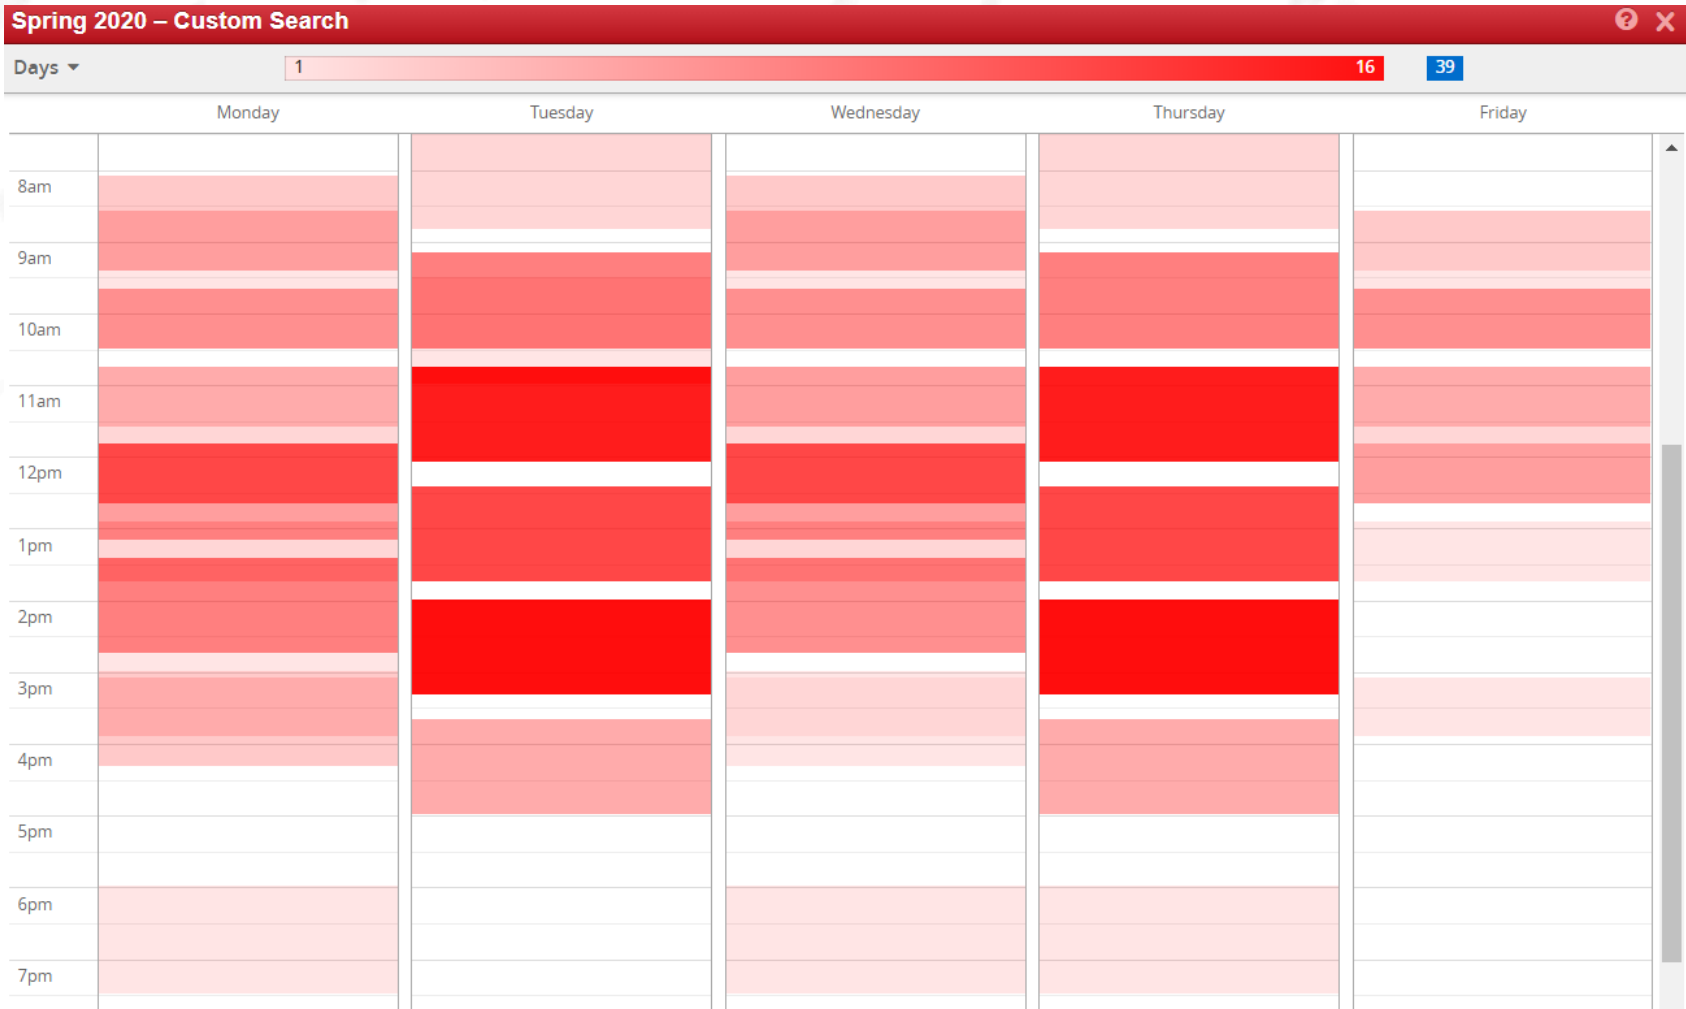 Spring 2020 – Custom Search
?
Days
1
16
39
Monday
Tuesday
Wednesday
Thursday
Friday
8am
9am
10am
11am
12pm
1pm
2pm
3pm
4pm
5pm
6pm
7pm